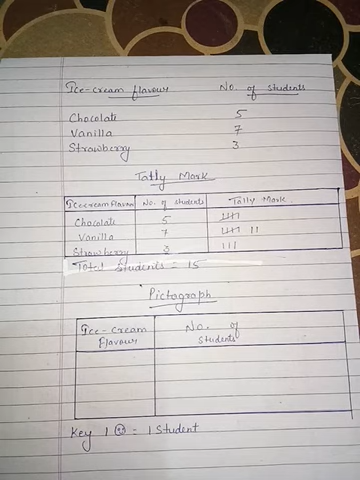 Ice-cream flavour No. of students
Chocolate 5
Vanilla 7
Strawberry 3
Tally Mark
Icecream flavour No. of students Tally Mark
Chocolate 5 𝍸
Vanilla 7 𝍸 ||
Strawberry 3 |||
Total Students = 15
Pictograph
Ice-Cream Flavour No. of Students
Key 1 ☺ = 1 Student